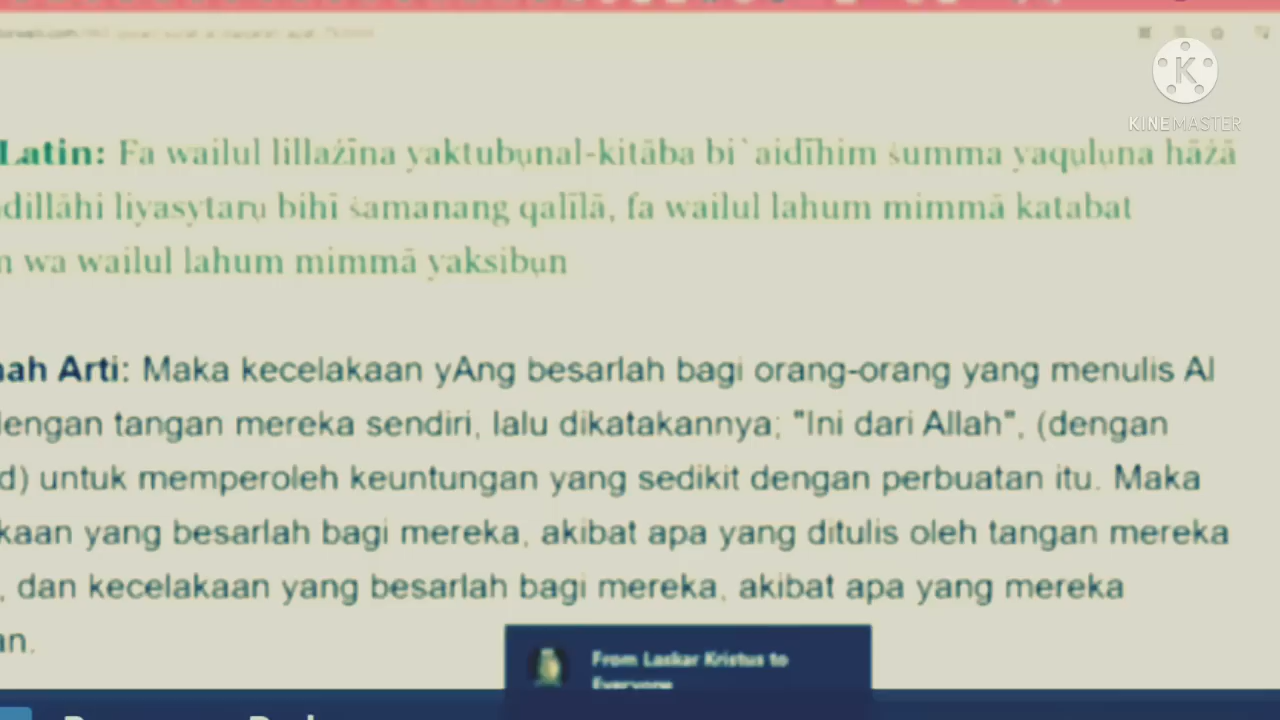 KINEMASTER
Latin: Fa wailul lillażīna yaktubụnal-kitāba bi`aidīhim ṡumma yaqụlụna hāżā
dillāhi liyasytarụ bihī ṡamanang qalīlā, fa wailul lahum mimmā katabat
n wa wailul lahum mimmā yaksibụn
ah Arti: Maka kecelakaan yAng besarlah bagi orang-orang yang menulis Al
dengan tangan mereka sendiri, lalu dikatakannya; "Ini dari Allah", (dengan
d) untuk memperoleh keuntungan yang sedikit dengan perbuatan itu. Maka
kaan yang besarlah bagi mereka, akibat apa yang ditulis oleh tangan mereka
, dan kecelakaan yang besarlah bagi mereka, akibat apa yang mereka
an.
From Laskar Kristus to
Everyone